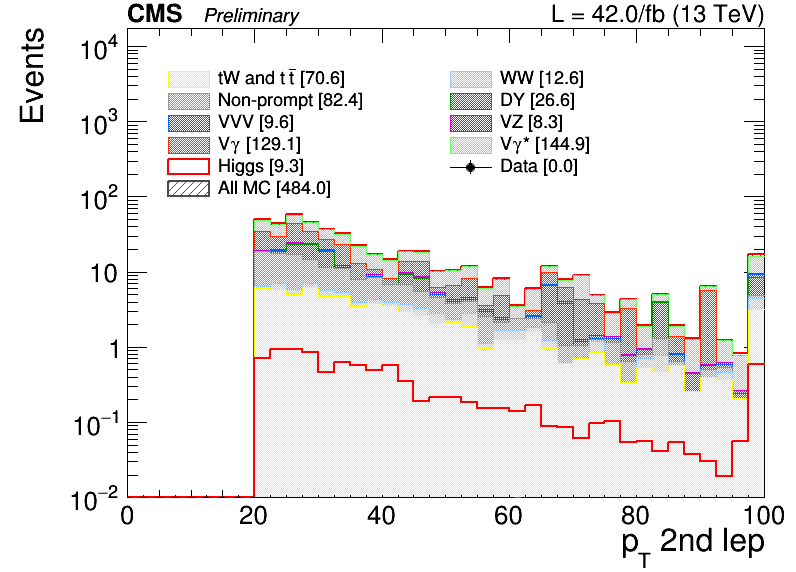 CMS Preliminary L = 42.0/fb (13 TeV)
Events
10⁴
10³
10²
10
1
10⁻¹
10⁻²
tW and tt̄ [70.6] WW [12.6]
Non-prompt [82.4] DY [26.6]
VVV [9.6] VZ [8.3]
Vγ [129.1] Vγ* [144.9]
Higgs [9.3] Data [0.0]
All MC [484.0]
0 20 40 60 80 100
p_T 2nd lep